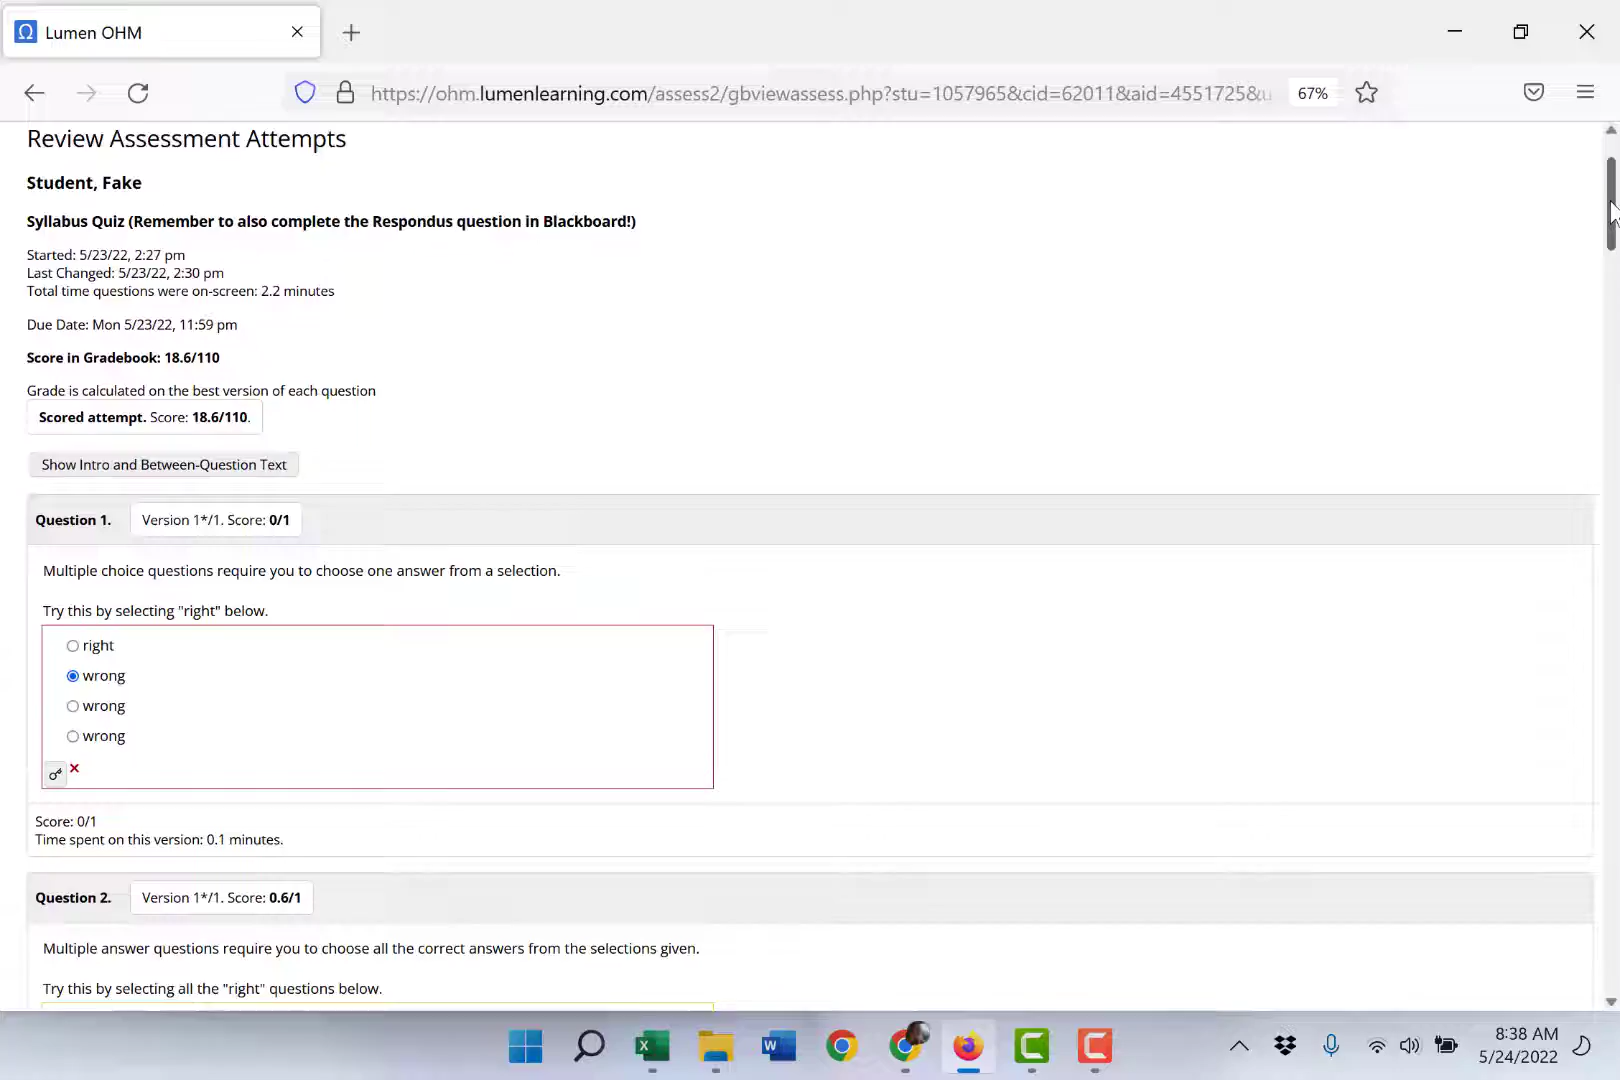 Lumen OHM
https://ohm.lumenlearning.com/assess2/gbviewassess.php?stu=1057965&cid=62011&aid=4551725&u
67%
Review Assessment Attempts
Student, Fake
Syllabus Quiz (Remember to also complete the Respondus question in Blackboard!)
Started: 5/23/22, 2:27 pm
Last Changed: 5/23/22, 2:30 pm
Total time questions were on-screen: 2.2 minutes
Due Date: Mon 5/23/22, 11:59 pm
Score in Gradebook: 18.6/110
Grade is calculated on the best version of each question
Scored attempt. Score: 18.6/110.
Show Intro and Between-Question Text
Question 1. Version 1*/1. Score: 0/1
Multiple choice questions require you to choose one answer from a selection.
Try this by selecting "right" below.
right
wrong
wrong
wrong
Score: 0/1
Time spent on this version: 0.1 minutes.
Question 2. Version 1*/1. Score: 0.6/1
Multiple answer questions require you to choose all the correct answers from the selections given.
Try this by selecting all the "right" questions below.
8:38 AM
5/24/2022